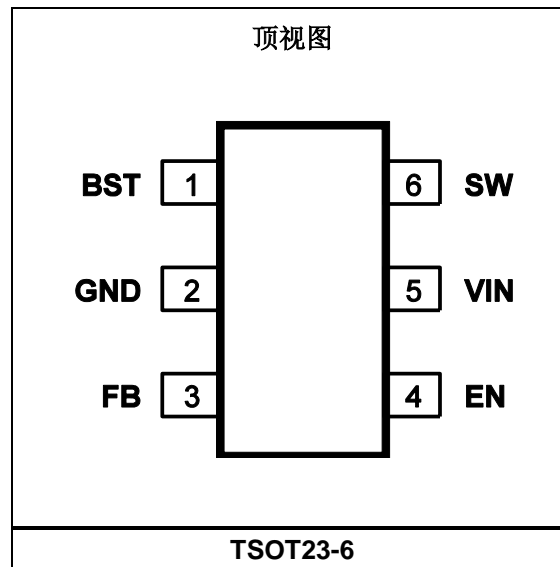 顶视图
BST 1 6 SW
GND 2 5 VIN
FB 3 4 EN
TSOT23-6